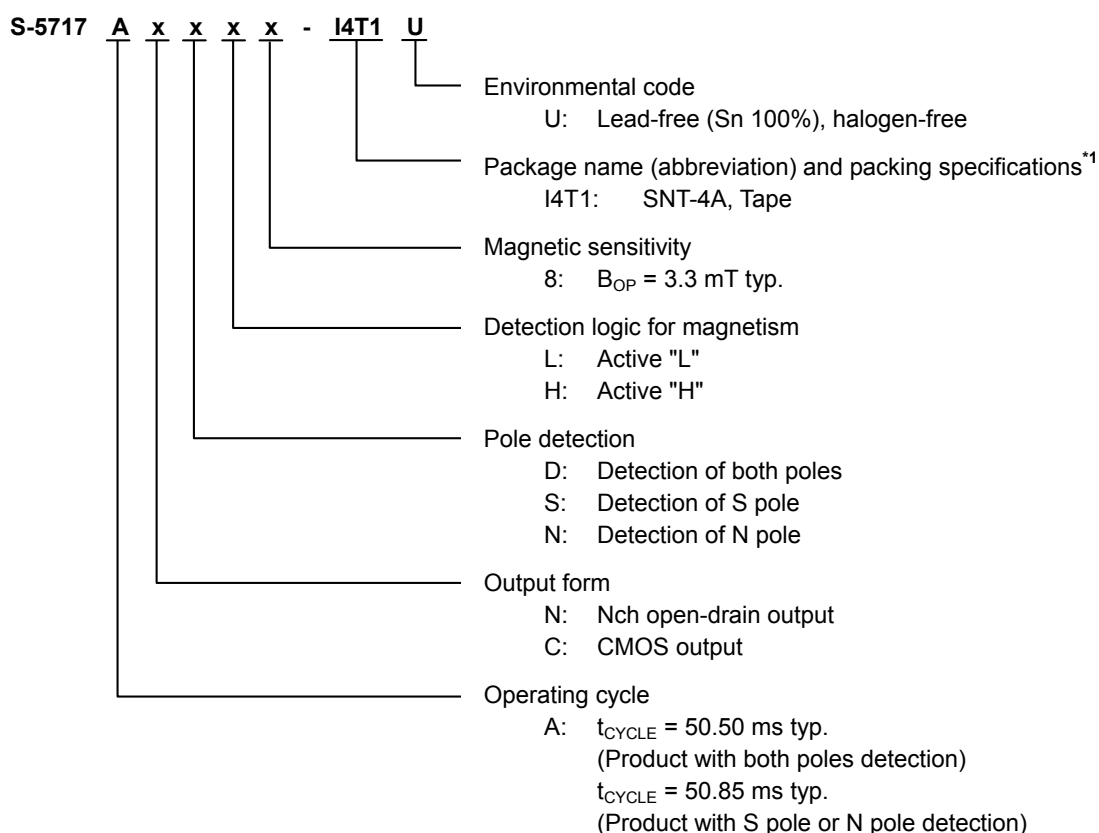 S-5717 A x x x x - I4T1 U
Environmental code
U: Lead-free (Sn 100%), halogen-free
Package name (abbreviation) and packing specifications*1
I4T1: SNT-4A, Tape
Magnetic sensitivity
8: BOP = 3.3 mT typ.
Detection logic for magnetism
L: Active "L"
H: Active "H"
Pole detection
D: Detection of both poles
S: Detection of S pole
N: Detection of N pole
Output form
N: Nch open-drain output
C: CMOS output
Operating cycle
A: tCYCLE = 50.50 ms typ.
(Product with both poles detection)
tCYCLE = 50.85 ms typ.
(Product with S pole or N pole detection)